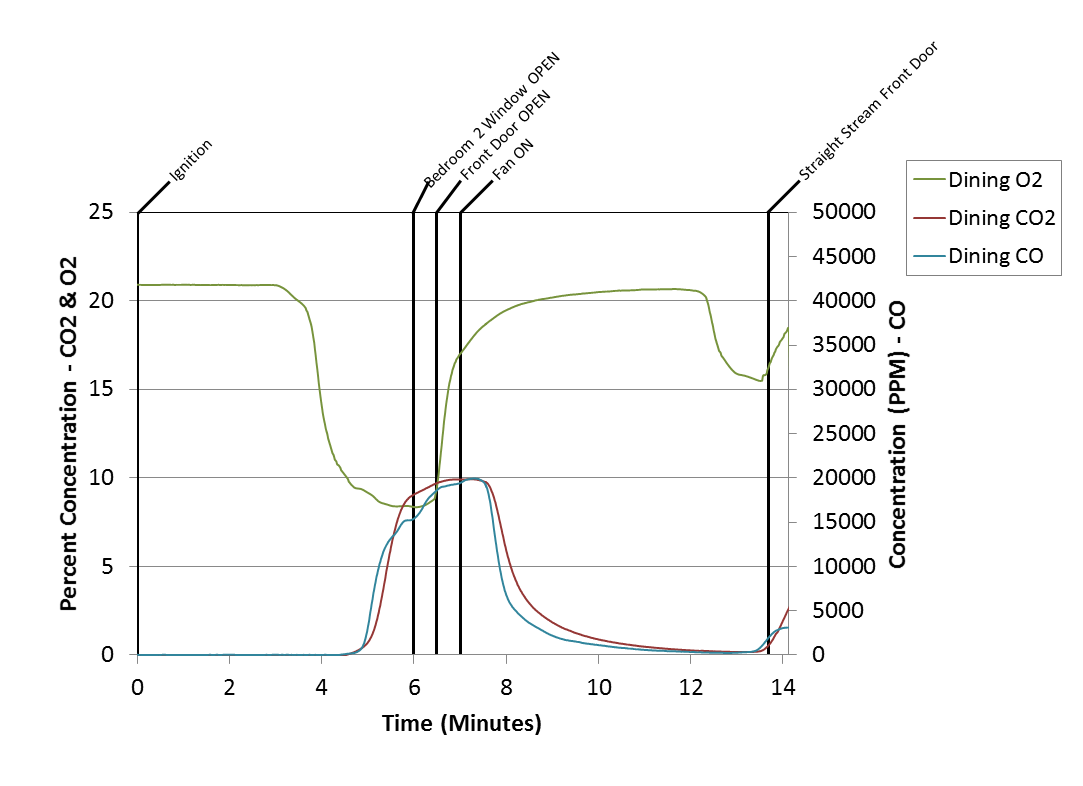 Ignition
Bedroom 2 Window OPEN
Front Door OPEN
Fan ON
Straight Stream Front Door
Dining O2
Dining CO2
Dining CO
Percent Concentration - CO2 & O2
25
20
15
10
5
0
50000
45000
40000
35000
30000
25000
20000
15000
10000
5000
0
Concentration (PPM) - CO
0 2 4 6 8 10 12 14
Time (Minutes)